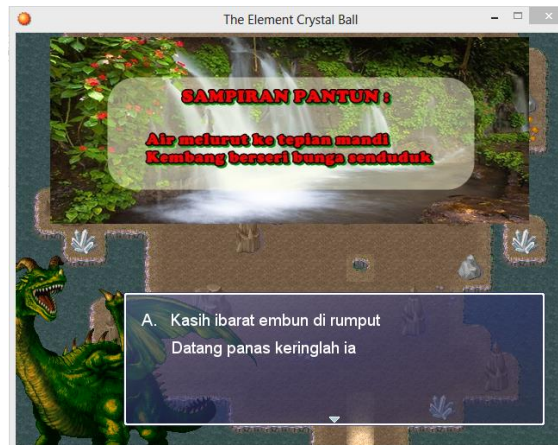 The Element Crystal Ball
SAMPIRAN PANTUN :
Air melurut ke tepian mandi
Kembang berseri bunga senduduk
A. Kasih ibarat embun di rumput
Datang panas keringlah ia